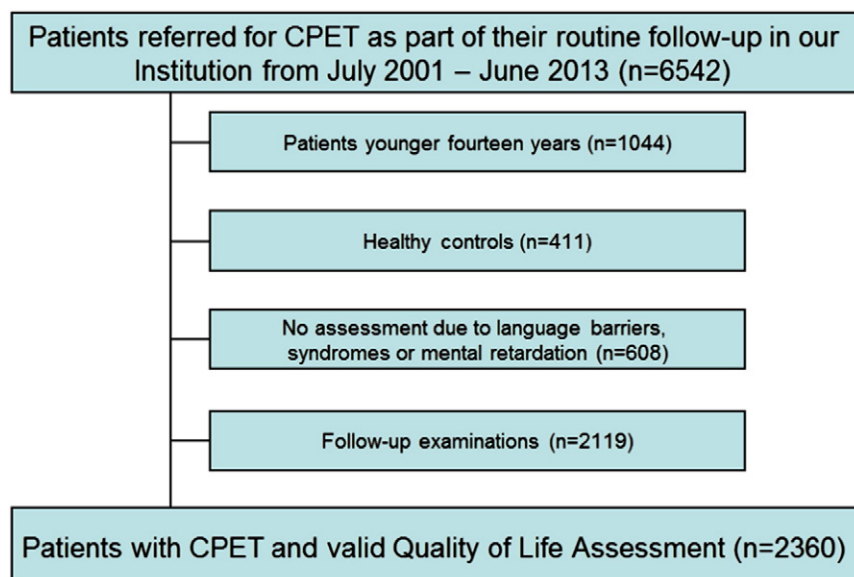 Patients referred for CPET as part of their routine follow-up in our
Institution from July 2001 – June 2013 (n=6542)
Patients younger fourteen years (n=1044)
Healthy controls (n=411)
No assessment due to language barriers,
syndromes or mental retardation (n=608)
Follow-up examinations (n=2119)
Patients with CPET and valid Quality of Life Assessment (n=2360)